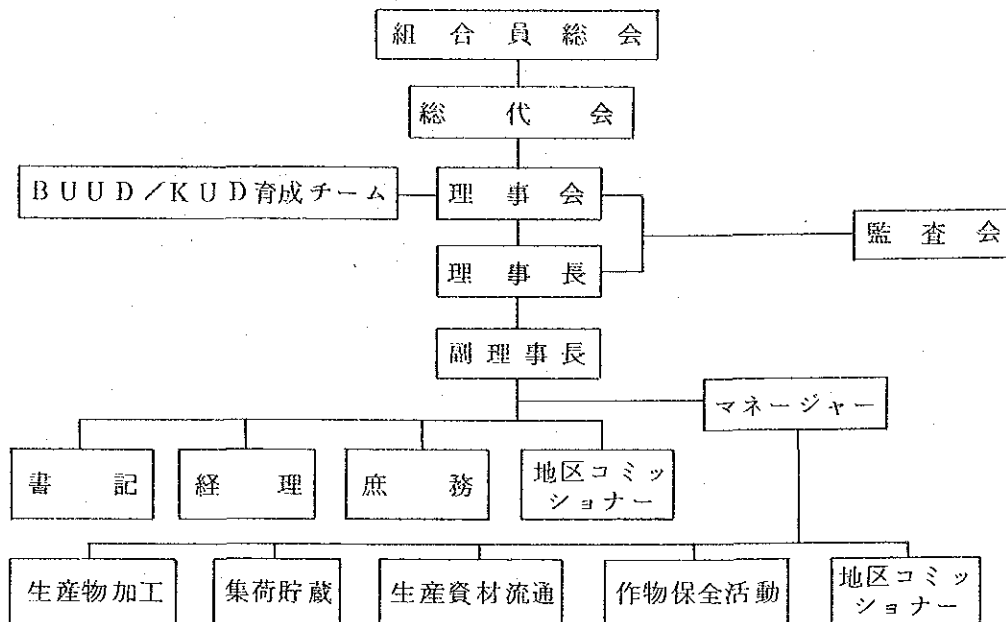 組合員総会
総代会
BUUD/KUD育成チーム
理事会
監査会
理事長
副理事長
マネージャー
書記
経理
庶務
地区コミッ
ショナー
生産物加工
集荷貯蔵
生産資材流通
作物保全活動
地区コミッ
ショナー